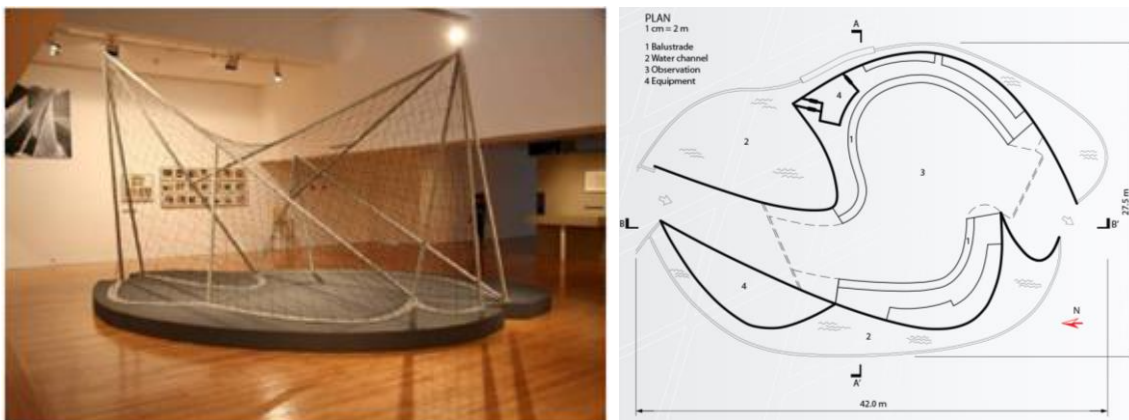 PLAN
1 cm = 2 m
1 Balustrade
2 Water channel
3 Observation
4 Equipment
A
4
1
2
3
B
B'
27.5 m
1
4
2
N
A'
42.0 m